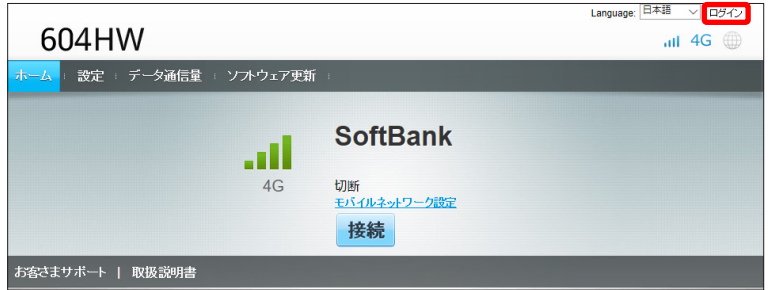 Language: 日本語 ログイン
604HW
4G
ホーム 設定 データ通信量 ソフトウェア更新
SoftBank
4G
切断
モバイルネットワーク設定
接続
お客さまサポート | 取扱説明書